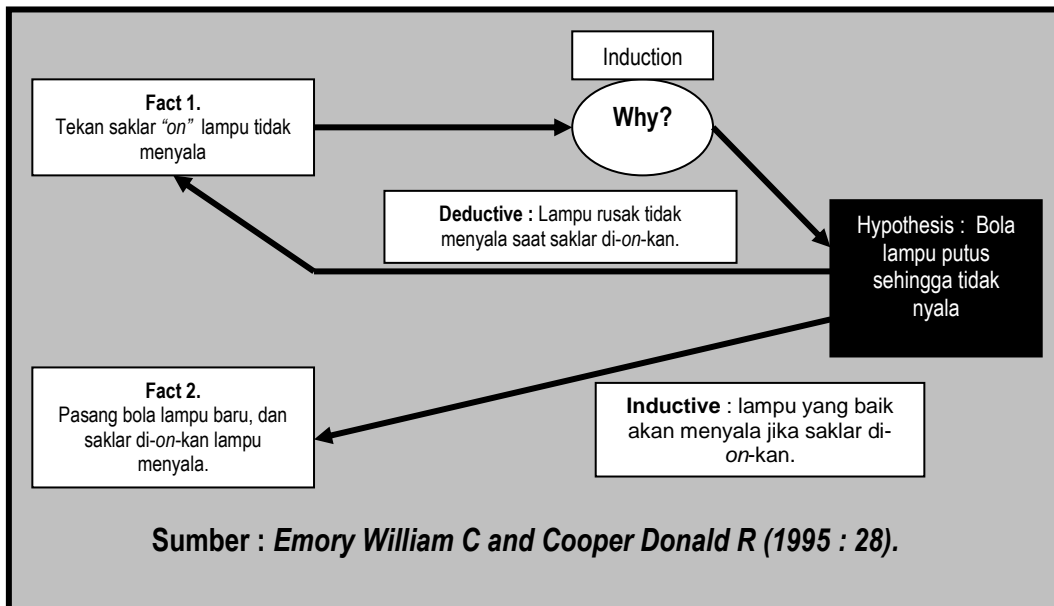 Induction
Why?
Fact 1.
Tekan saklar “on” lampu tidak
menyala
Deductive : Lampu rusak tidak
menyala saat saklar di-on-kan.
Hypothesis : Bola
lampu putus
sehingga tidak
nyala
Fact 2.
Pasang bola lampu baru, dan
saklar di-on-kan lampu
menyala.
Inductive : lampu yang baik
akan menyala jika saklar di-
on-kan.
Sumber : Emory William C and Cooper Donald R (1995 : 28).